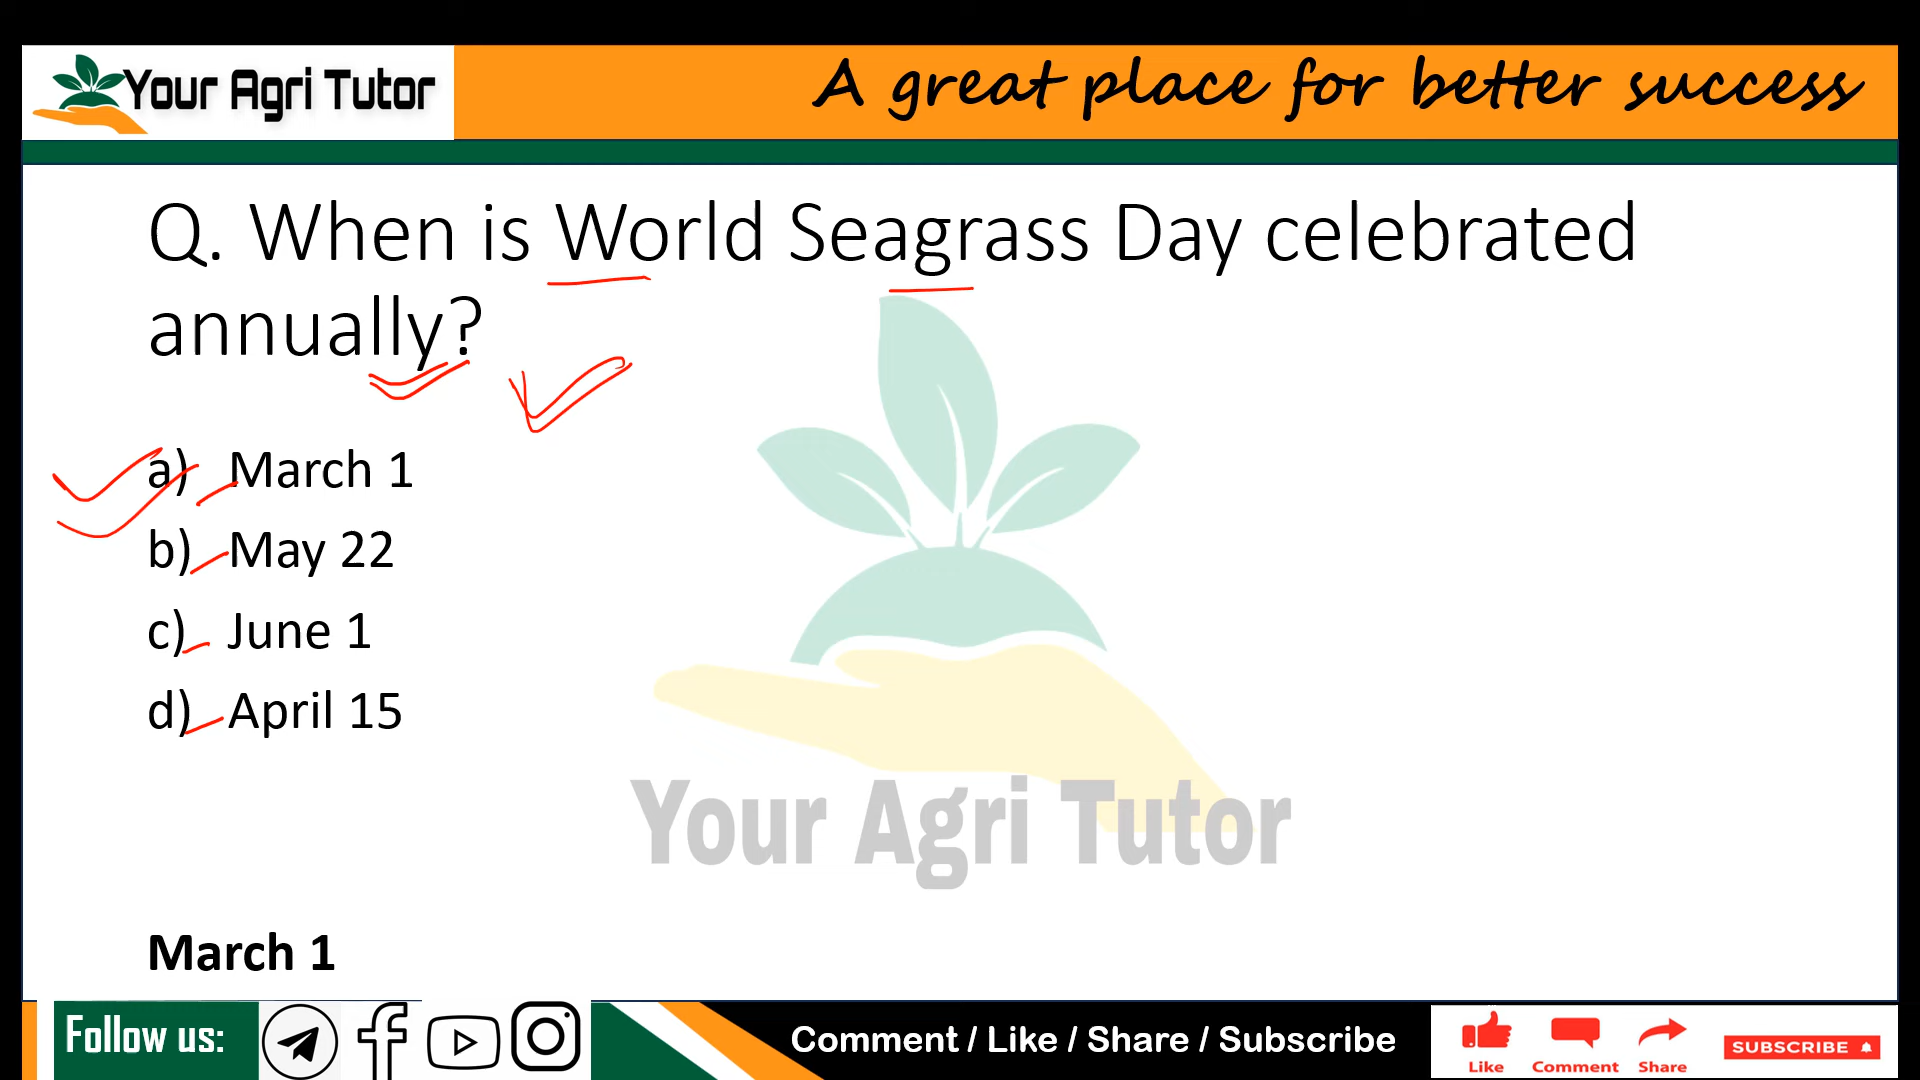 Your Agri Tutor
A great place for better success
Q. When is World Seagrass Day celebrated
annually?
a) March 1
b) May 22
c) June 1
d) April 15
Your Agri Tutor
March 1
Follow us:
Comment / Like / Share / Subscribe
Like
Comment
Share
SUBSCRIBE